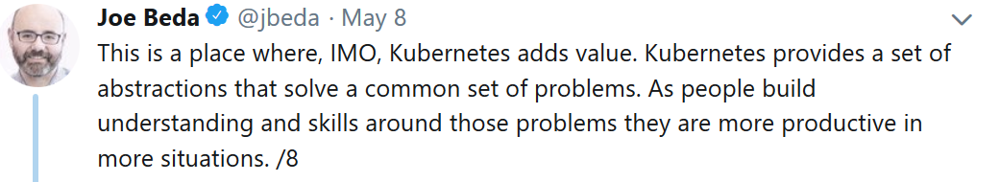 Joe Beda @jbeda · May 8
This is a place where, IMO, Kubernetes adds value. Kubernetes provides a set of
abstractions that solve a common set of problems. As people build
understanding and skills around those problems they are more productive in
more situations. /8